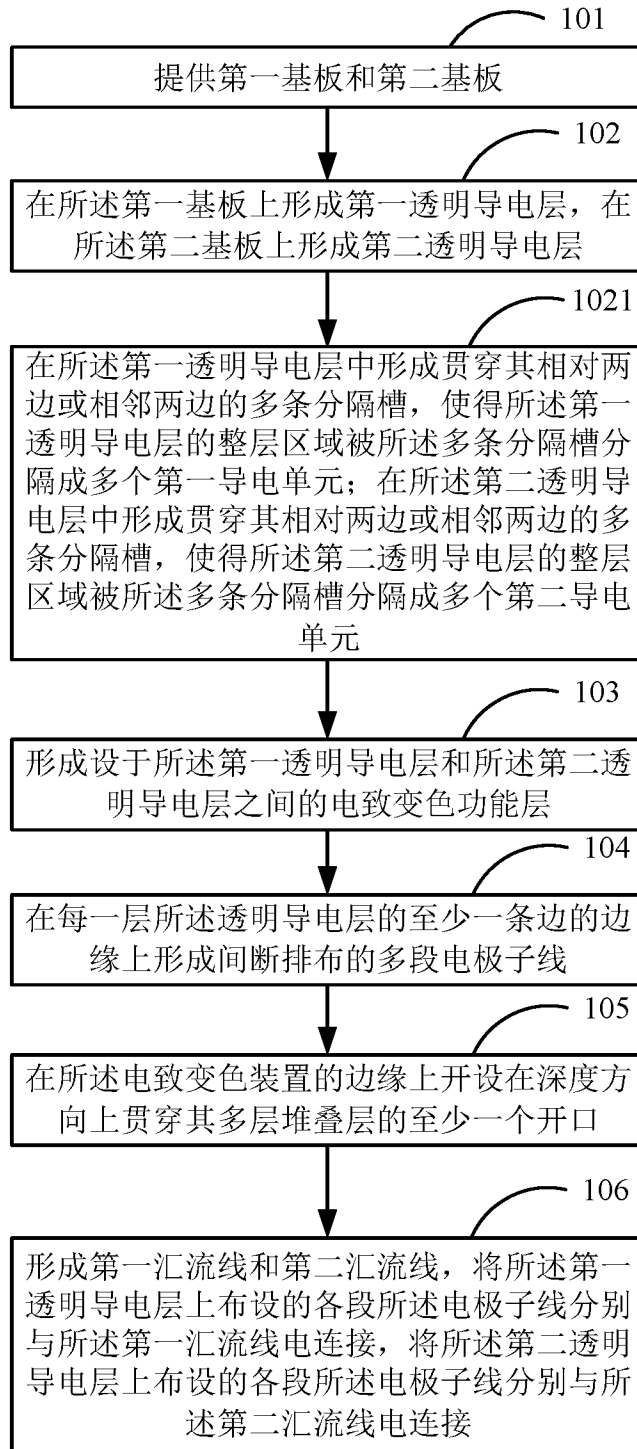 101
提供第一基板和第二基板
102
在所述第一基板上形成第一透明导电层，在
所述第二基板上形成第二透明导电层
1021
在所述第一透明导电层中形成贯穿其相对两
边或相邻两边的多条分隔槽，使得所述第一
透明导电层的整层区域被所述多条分隔槽分
隔成多个第一导电单元；在所述第二透明导
电层中形成贯穿其相对两边或相邻两边的多
条分隔槽，使得所述第二透明导电层的整层
区域被所述多条分隔槽分隔成多个第二导电
单元
103
形成设于所述第一透明导电层和所述第二透
明导电层之间的电致变色功能层
104
在每一层所述透明导电层的至少一条边的边
缘上形成间断排布的多段电极子线
105
在所述电致变色装置的边缘上开设在深度方
向上贯穿其多层堆叠层的至少一个开口
106
形成第一汇流线和第二汇流线，将所述第一
透明导电层上布设的各段所述电极子线分别
与所述第一汇流线电连接，将所述第二透明
导电层上布设的各段所述电极子线分别与所
述第二汇流线电连接